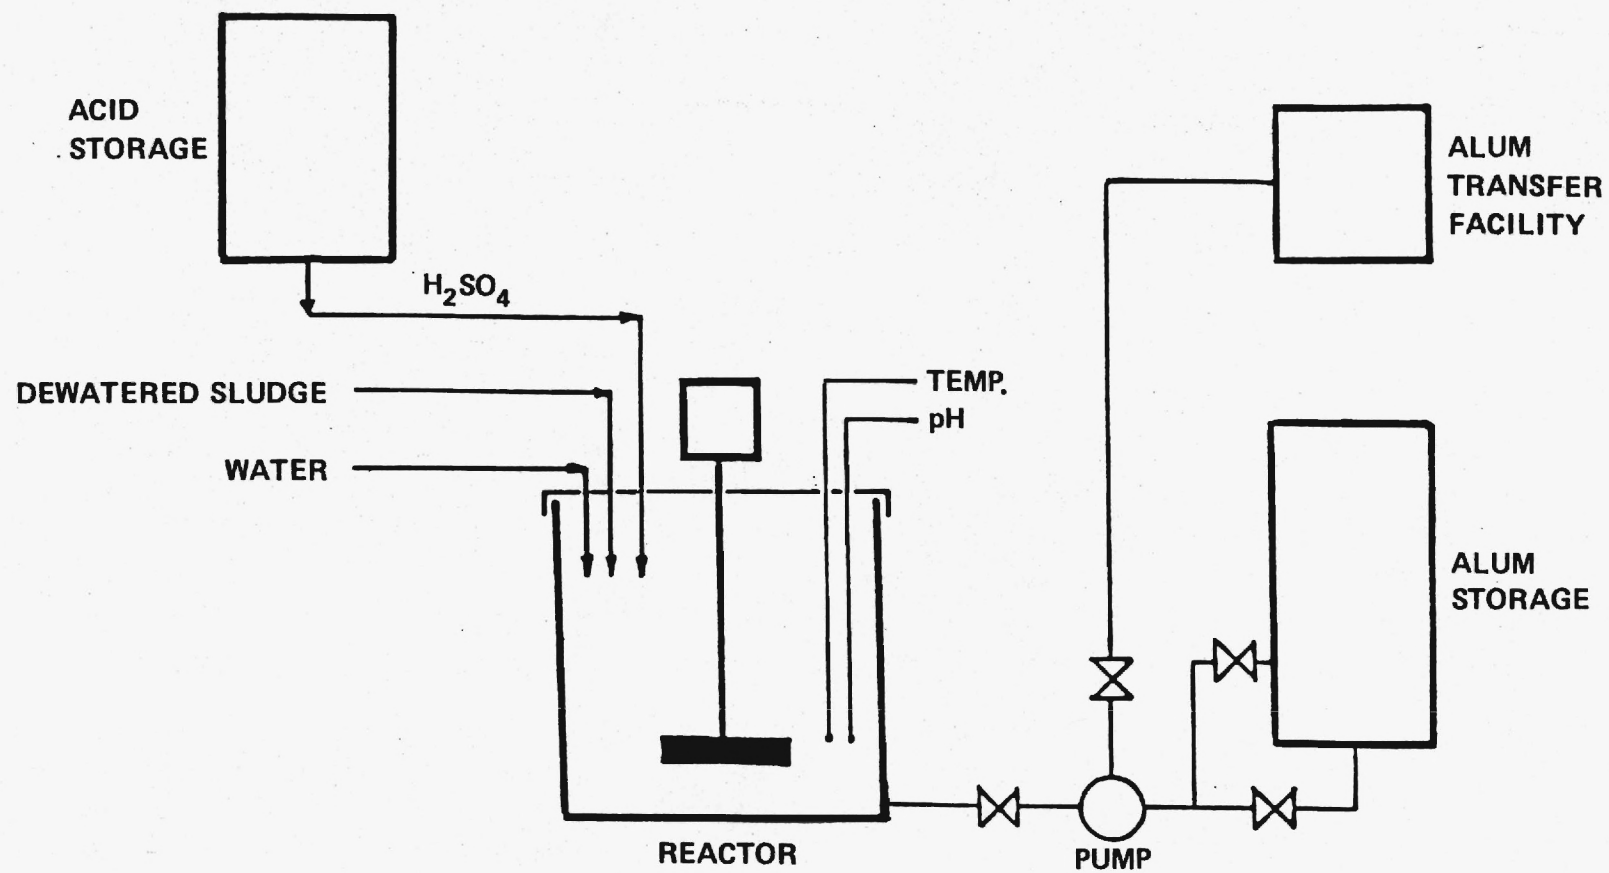 ACID
STORAGE
H₂SO₄
DEWATERED SLUDGE
WATER
TEMP.
pH
REACTOR
PUMP
ALUM
TRANSFER
FACILITY
ALUM
STORAGE